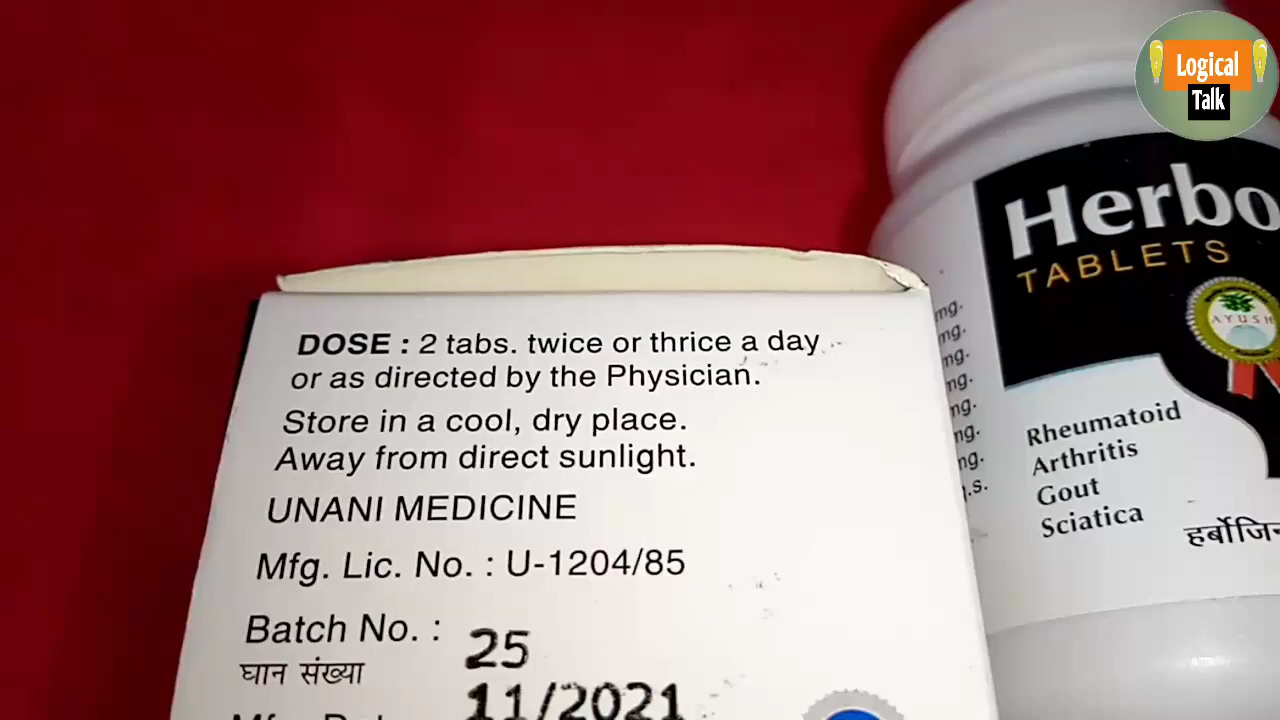 Logical
Talk
DOSE : 2 tabs. twice or thrice a day
or as directed by the Physician.
Store in a cool, dry place.
Away from direct sunlight.
UNANI MEDICINE
Mfg. Lic. No. : U-1204/85
Batch No. : 25
घान संख्या
11/2021
Herbo
TABLETS
AYUSH
mg.
mg.
mg.
mg.
mg.
mg.
mg.
q.s.
Rheumatoid
Arthritis
Gout
Sciatica